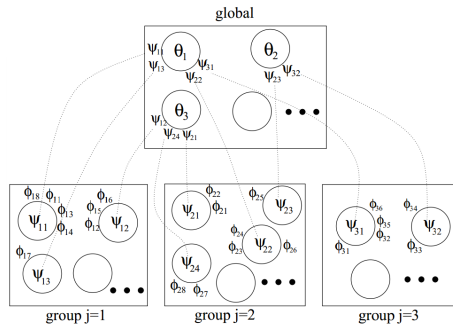 global
ψ11 θ1 ψ31 θ2 ψ32
ψ13 ψ22 ψ23
ψ12 θ3
ψ24 ψ21
• • •
φ18 φ11 φ16
ψ11 φ13 φ15 ψ12
φ14 φ12
φ17
ψ13
• • •
φ22 φ25
ψ21 φ21 ψ23
φ24
φ23 ψ22 φ26
ψ24
φ28 φ27
• • •
φ36 φ34
ψ31 φ35 ψ32
φ32
φ31 φ33
• • •
group j=1 group j=2 group j=3